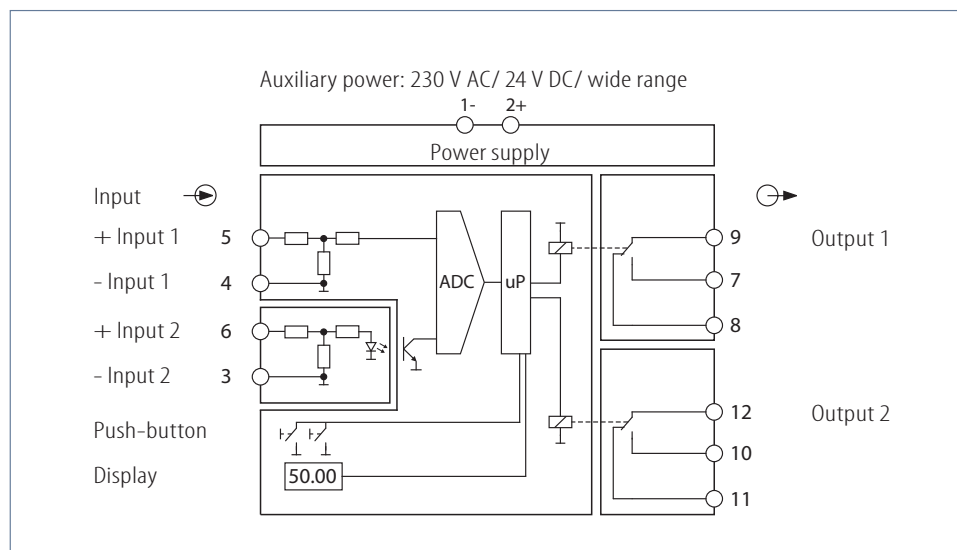 Auxiliary power: 230 V AC/ 24 V DC/ wide range
1- 2+
Power supply
Input
+ Input 1 5
- Input 1 4
+ Input 2 6
- Input 2 3
Push-button
Display
ADC
uP
50.00
9 Output 1
7
8
12 Output 2
10
11